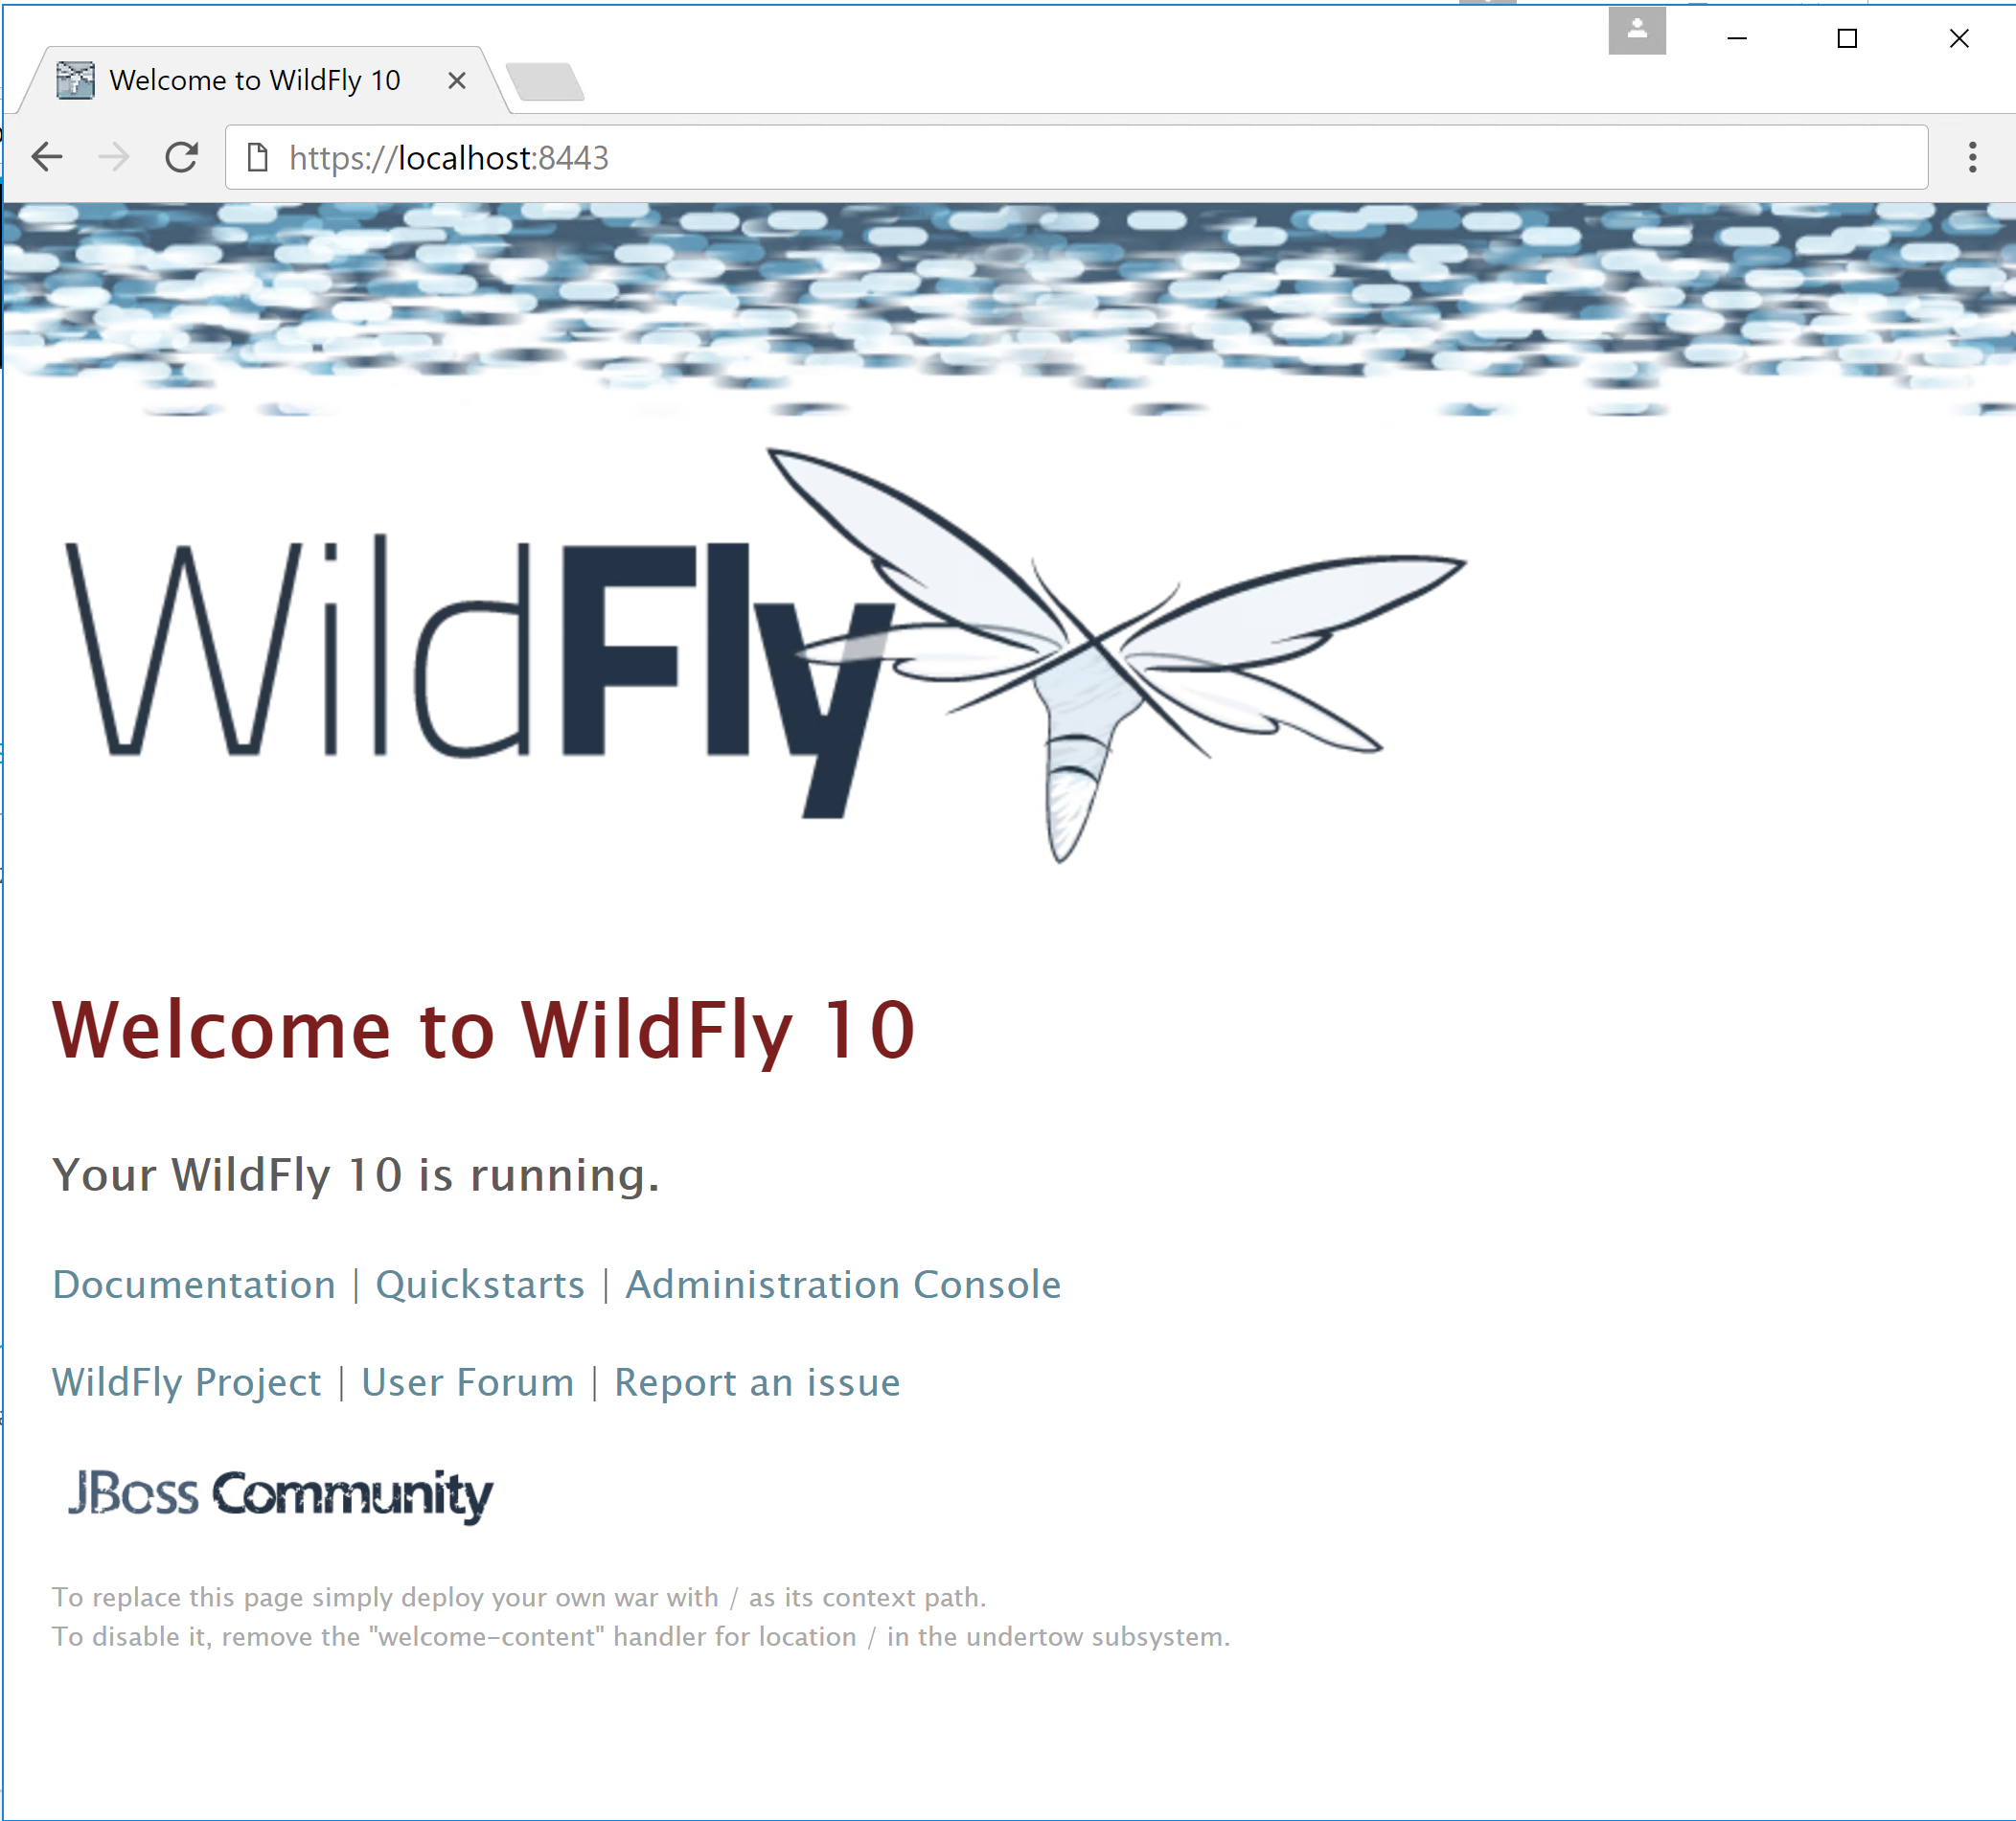 Welcome to WildFly 10
https://localhost:8443
WildFly
Welcome to WildFly 10
Your WildFly 10 is running.
Documentation | Quickstarts | Administration Console
WildFly Project | User Forum | Report an issue
JBoss Community
To replace this page simply deploy your own war with / as its context path.
To disable it, remove the "welcome-content" handler for location / in the undertow subsystem.